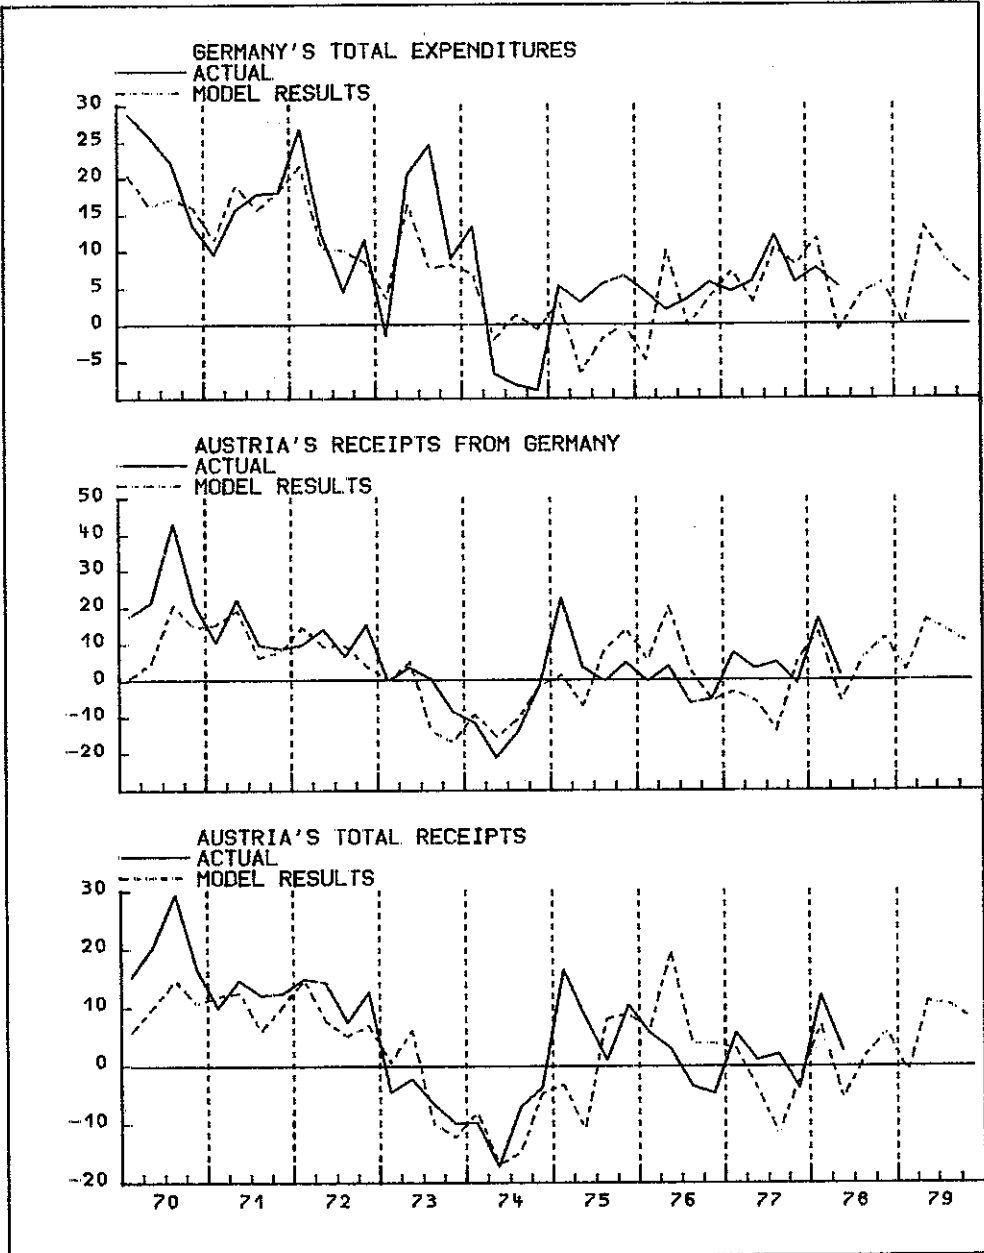 GERMANY'S TOTAL EXPENDITURES
ACTUAL
MODEL RESULTS
30
25
20
15
10
5
0
-5
AUSTRIA'S RECEIPTS FROM GERMANY
ACTUAL
MODEL RESULTS
50
40
30
20
10
0
-10
-20
AUSTRIA'S TOTAL RECEIPTS
ACTUAL
MODEL RESULTS
30
20
10
0
-10
-20
70 71 72 73 74 75 76 77 78 79